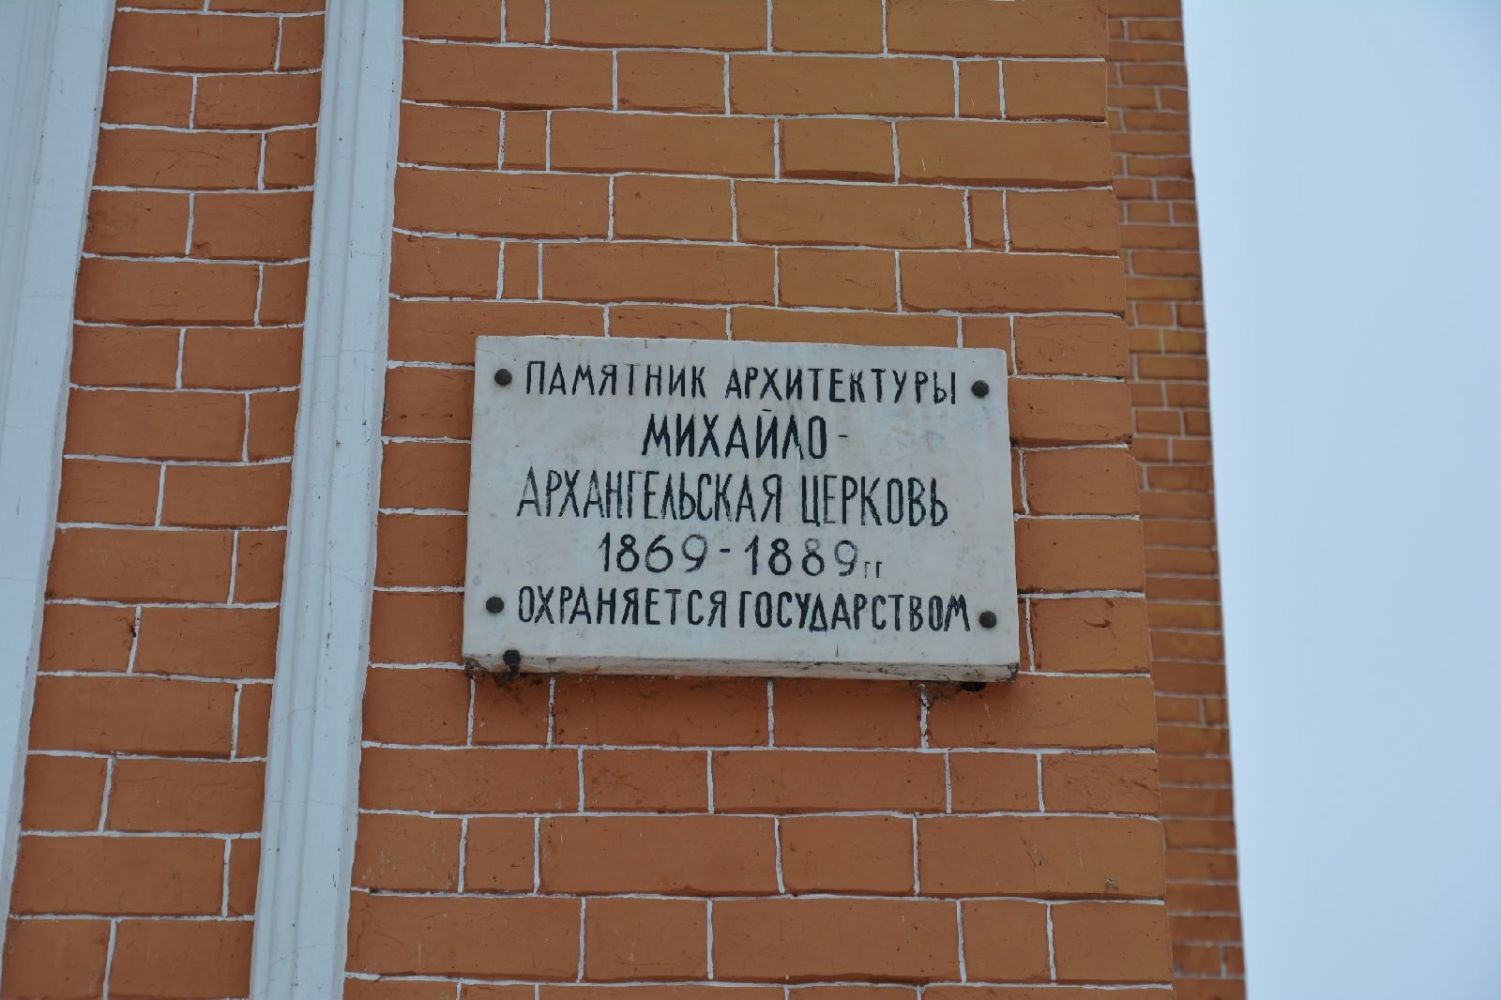 ПАМЯТНИК АРХИТЕКТУРЫ
МИХАЙЛО-
АРХАНГЕЛЬСКАЯ ЦЕРКОВЬ
1869-1889гг
ОХРАНЯЕТСЯ ГОСУДАРСТВОМ